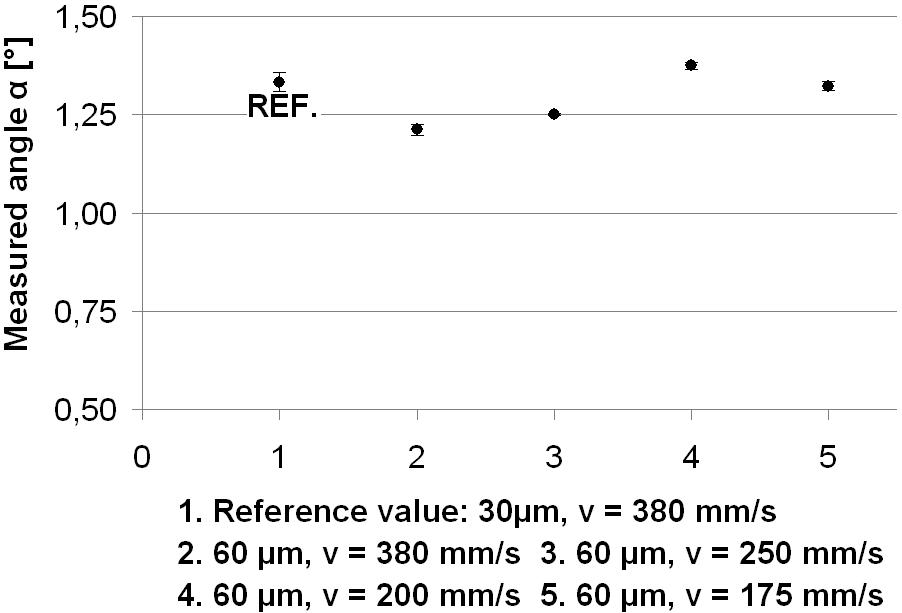 Measured angle α [°]
1,50
1,25
1,00
0,75
0,50
REF.
0 1 2 3 4 5
1. Reference value: 30µm, v = 380 mm/s
2. 60 µm, v = 380 mm/s 3. 60 µm, v = 250 mm/s
4. 60 µm, v = 200 mm/s 5. 60 µm, v = 175 mm/s